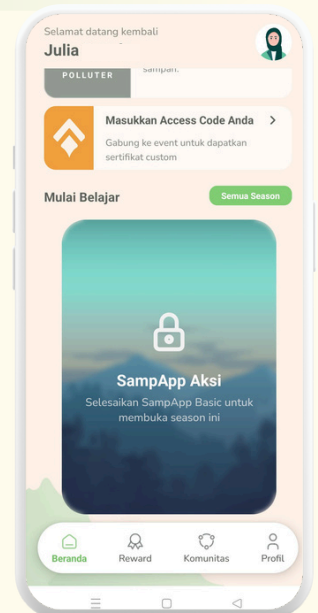 Selamat datang kembali
Julia
POLLUTER
sampah.
Masukkan Access Code Anda
Gabung ke event untuk dapatkan
sertifikat custom
Mulai Belajar
Semua Season
SampApp Aksi
Selesaikan SampApp Basic untuk
membuka season ini
Beranda
Reward
Komunitas
Profil